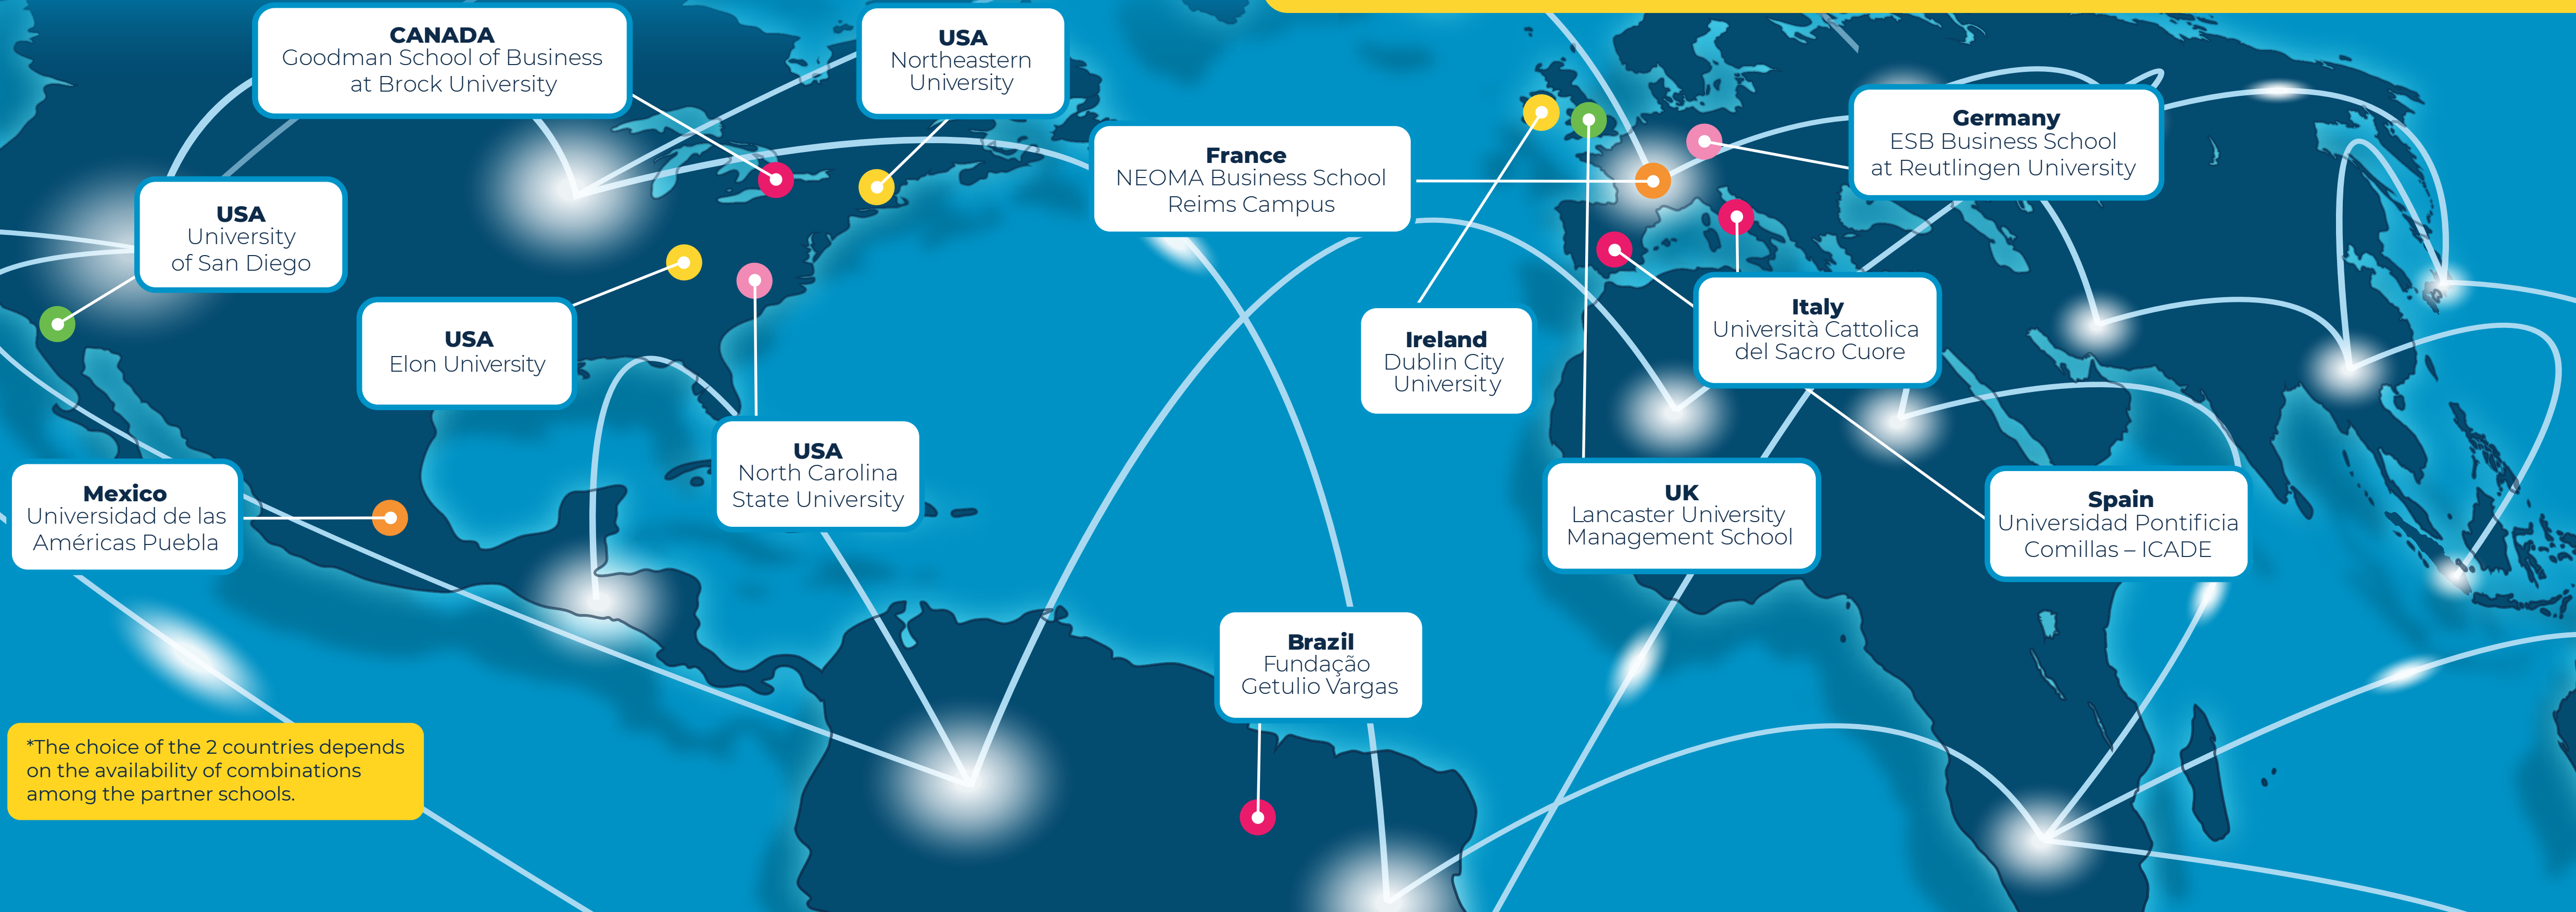 CANADA
Goodman School of Business
at Brock University
USA
Northeastern
University
France
NEOMA Business School
Reims Campus
Germany
ESB Business School
at Reutlingen University
USA
University
of San Diego
USA
Elon University
Ireland
Dublin City
University
Italy
Università Cattolica
del Sacro Cuore
Mexico
Universidad de las
Américas Puebla
USA
North Carolina
State University
UK
Lancaster University
Management School
Spain
Universidad Pontificia
Comillas – ICADE
Brazil
Fundação
Getulio Vargas
*The choice of the 2 countries depends
on the availability of combinations
among the partner schools.